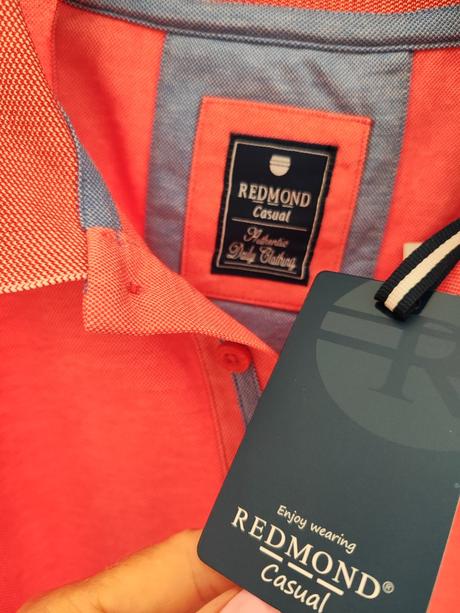 REDMOND
Casual
Authentic
Daily Clothing
R
Enjoy wearing
REDMOND®
Casual